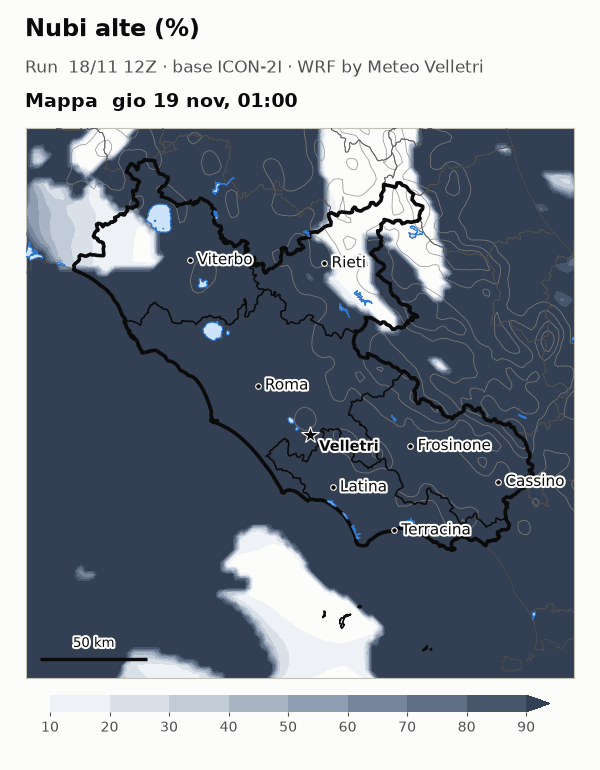 Nubi alte (%)
Run 18/11 12Z · base ICON-2I · WRF by Meteo Velletri
Mappa gio 19 nov, 01:00
Viterbo
Rieti
Roma
Velletri
Frosinone
Cassino
Latina
Terracina
50 km
10 20 30 40 50 60 70 80 90